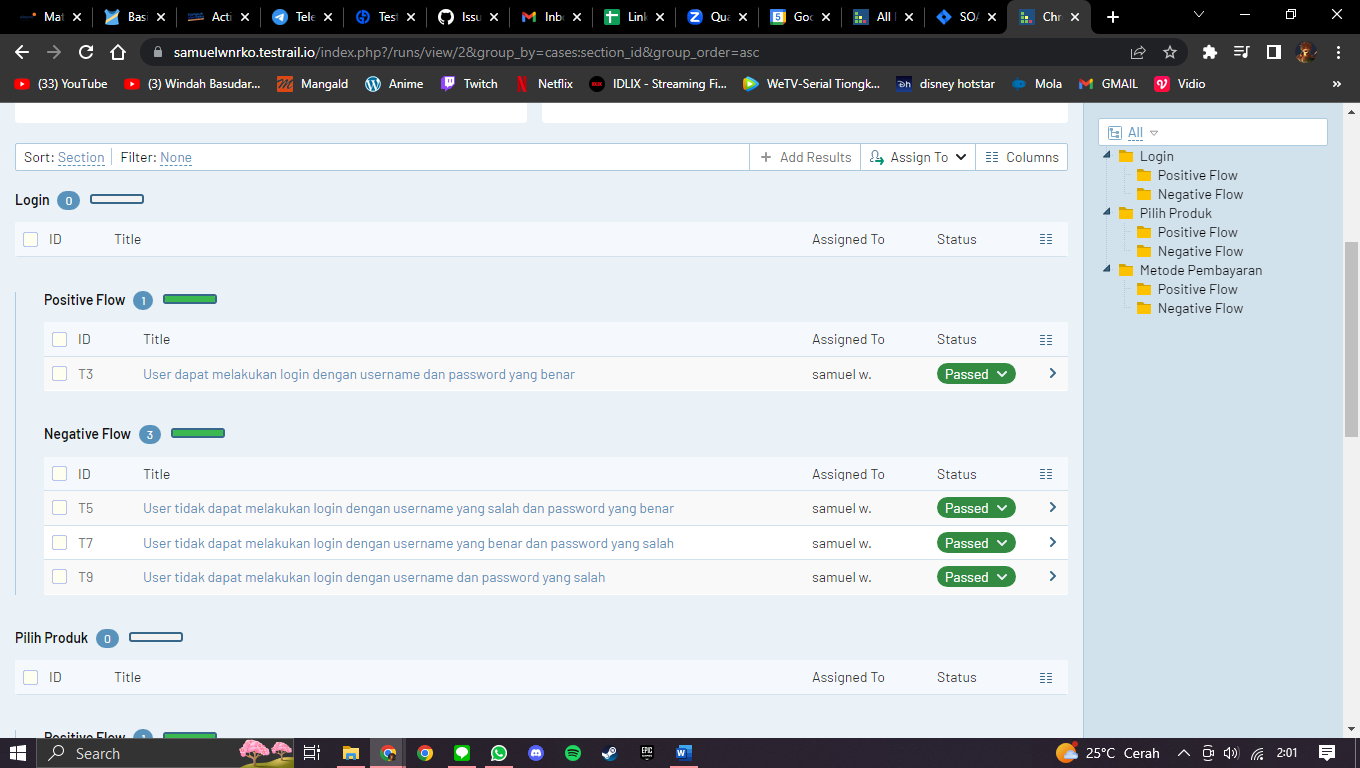 Mat Bas Acti Tele Test Issu Inb Link Qua Goo All SOA Chr
samuelwnrko.testrail.io/index.php?/runs/view/2&group_by=cases:section_id&group_order=asc
(33) YouTube (3) Windah Basudar... Mangald Anime Twitch Netflix IDLIX - Streaming Fi... WeTV-Serial Tiongk... disney hotstar Mola GMAIL Vidio »
Sort: Section Filter: None + Add Results Assign To Columns
Login 0
ID Title Assigned To Status
Positive Flow 1
ID Title Assigned To Status
T3 User dapat melakukan login dengan username dan password yang benar samuel w. Passed
Negative Flow 3
ID Title Assigned To Status
T5 User tidak dapat melakukan login dengan username yang salah dan password yang benar samuel w. Passed
T7 User tidak dapat melakukan login dengan username yang benar dan password yang salah samuel w. Passed
T9 User tidak dapat melakukan login dengan username dan password yang salah samuel w. Passed
Pilih Produk 0
ID Title Assigned To Status
Positive Flow 1
All
Login
Positive Flow
Negative Flow
Pilih Produk
Positive Flow
Negative Flow
Metode Pembayaran
Positive Flow
Negative Flow
Search 25°C Cerah 2:01